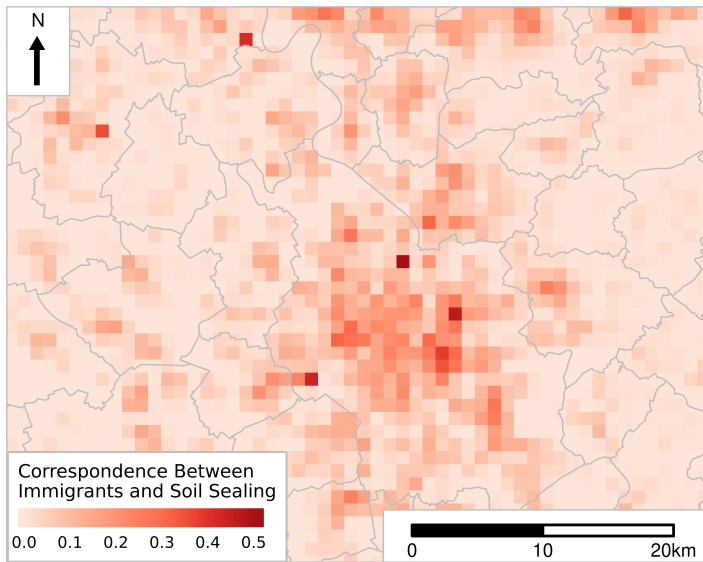 N
Correspondence Between
Immigrants and Soil Sealing
0.0 0.1 0.2 0.3 0.4 0.5
0 10 20km